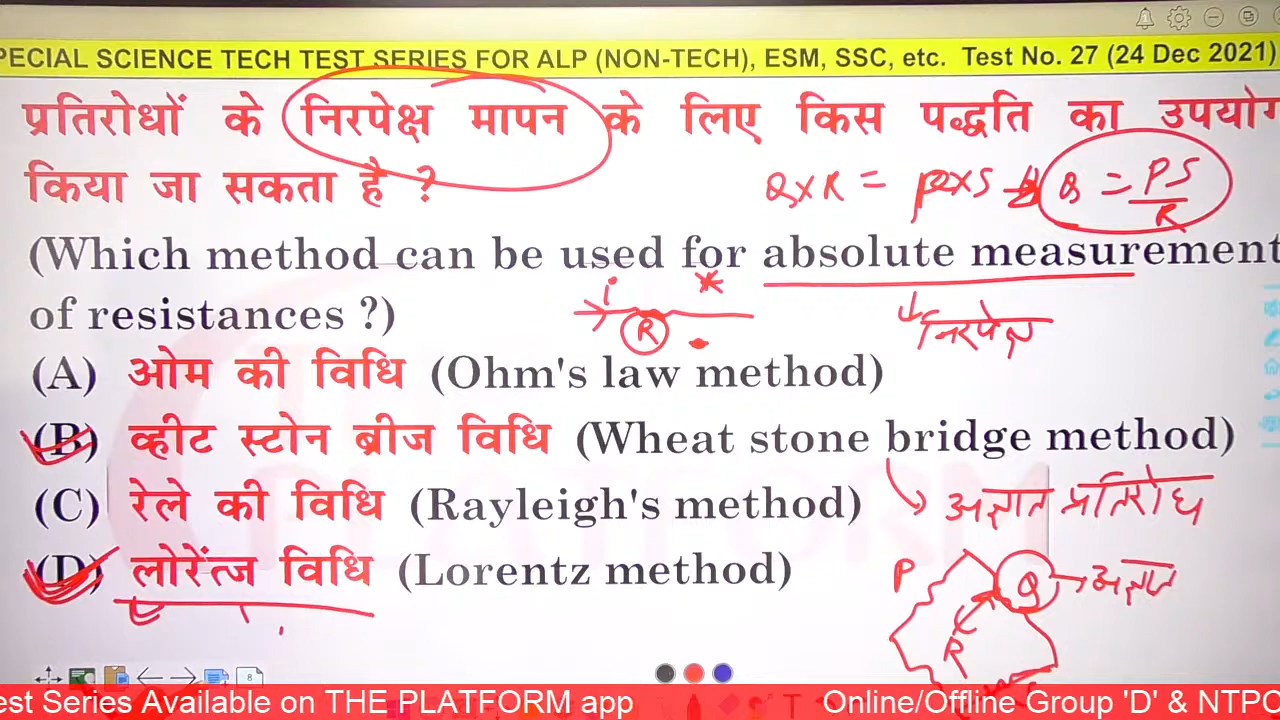 PECIAL SCIENCE TECH TEST SERIES FOR ALP (NON-TECH), ESM, SSC, etc. Test No. 27 (24 Dec 2021)
प्रतिरोधों के निरपेक्ष मापन के लिए किस पद्धति का उपयोग
किया जा सकता है ?
Q x R = P x S Q = PS
R
(Which method can be used for absolute measurement
i
of resistances ?)
R
निरपेक्ष
(A) ओम की विधि (Ohm's law method)
(B) व्हीट स्टोन ब्रीज विधि (Wheat stone bridge method)
(C) रेले की विधि (Rayleigh's method)
अज्ञात प्रतिरोध
(D) लोरेंत्ज विधि (Lorentz method)
P Q अज्ञात
R
8
est Series Available on THE PLATFORM app Online/Offline Group 'D' & NTPC